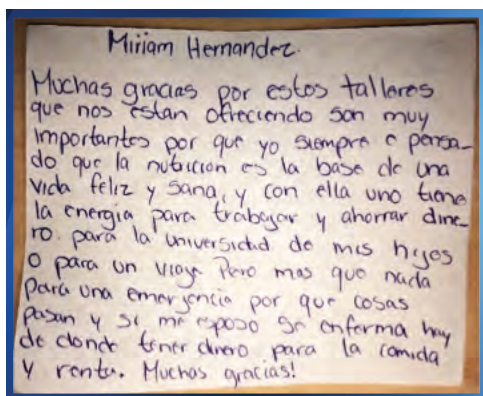 Miriam Hernandez.
Muchas gracias por estos talleres
que nos estan ofreciendo son muy
importantes por que yo siempre e pensa-
do que la nutricion es la base de una
vida feliz y sana, y con ella uno tiene
la energia para trabajar y ahorrar dine-
ro para la universidad de mis hijos
O para un viaje Pero mas que nada
para una emergencia por que cosas
pasan y si me esposo se enferma hay
de donde tener dinero para la comida
y renta. Muchas gracias!